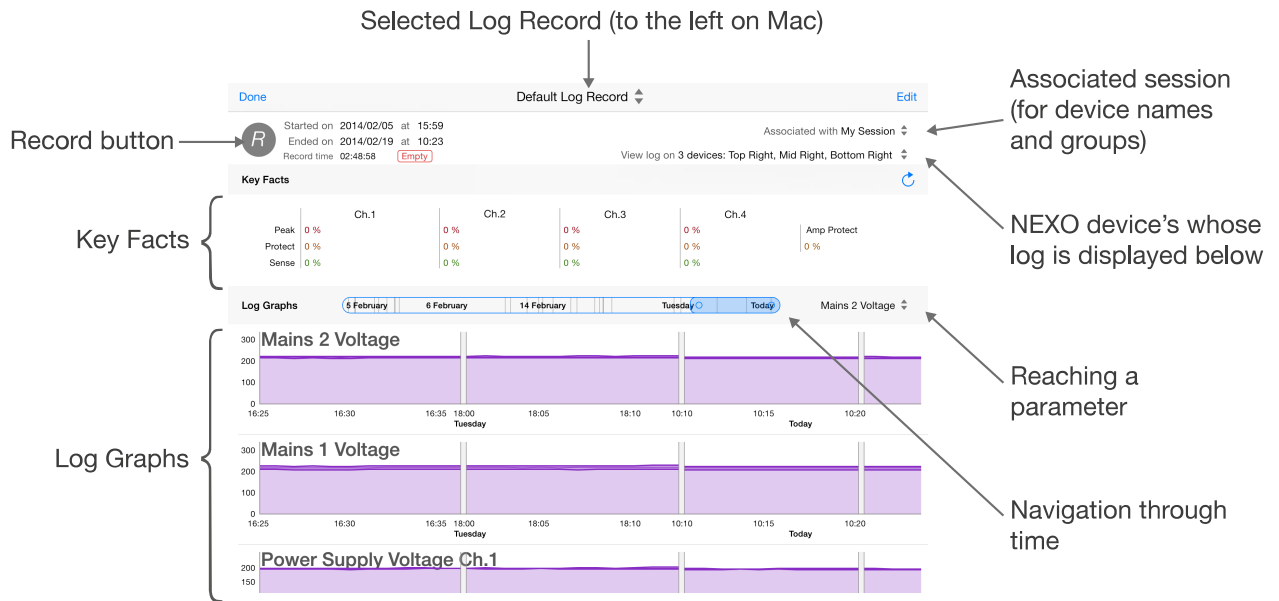 Selected Log Record (to the left on Mac)
Done
Default Log Record
Edit
Associated session
(for device names
and groups)
Record button
R
Started on 2014/02/05 at 15:59
Ended on 2014/02/19 at 10:23
Record time 02:48:58 Empty
Associated with My Session
View log on 3 devices: Top Right, Mid Right, Bottom Right
Key Facts
NEXO device's whose
log is displayed below
Key Facts
Ch.1 Ch.2 Ch.3 Ch.4
Peak 0 % 0 % 0 % 0 % Amp Protect
Protect 0 % 0 % 0 % 0 % 0 %
Sense 0 % 0 % 0 % 0 %
Log Graphs 5 February 6 February 14 February Tuesday Today Mains 2 Voltage
Reaching a
parameter
Log Graphs
Mains 2 Voltage
300
200
100
0
16:25 16:30 16:35 18:00 18:05 18:10 10:10 10:15 10:20
Tuesday Today
Mains 1 Voltage
300
200
100
0
16:25 16:30 16:35 18:00 18:05 18:10 10:10 10:15 10:20
Tuesday Today
Navigation through
time
Power Supply Voltage Ch.1
200
150